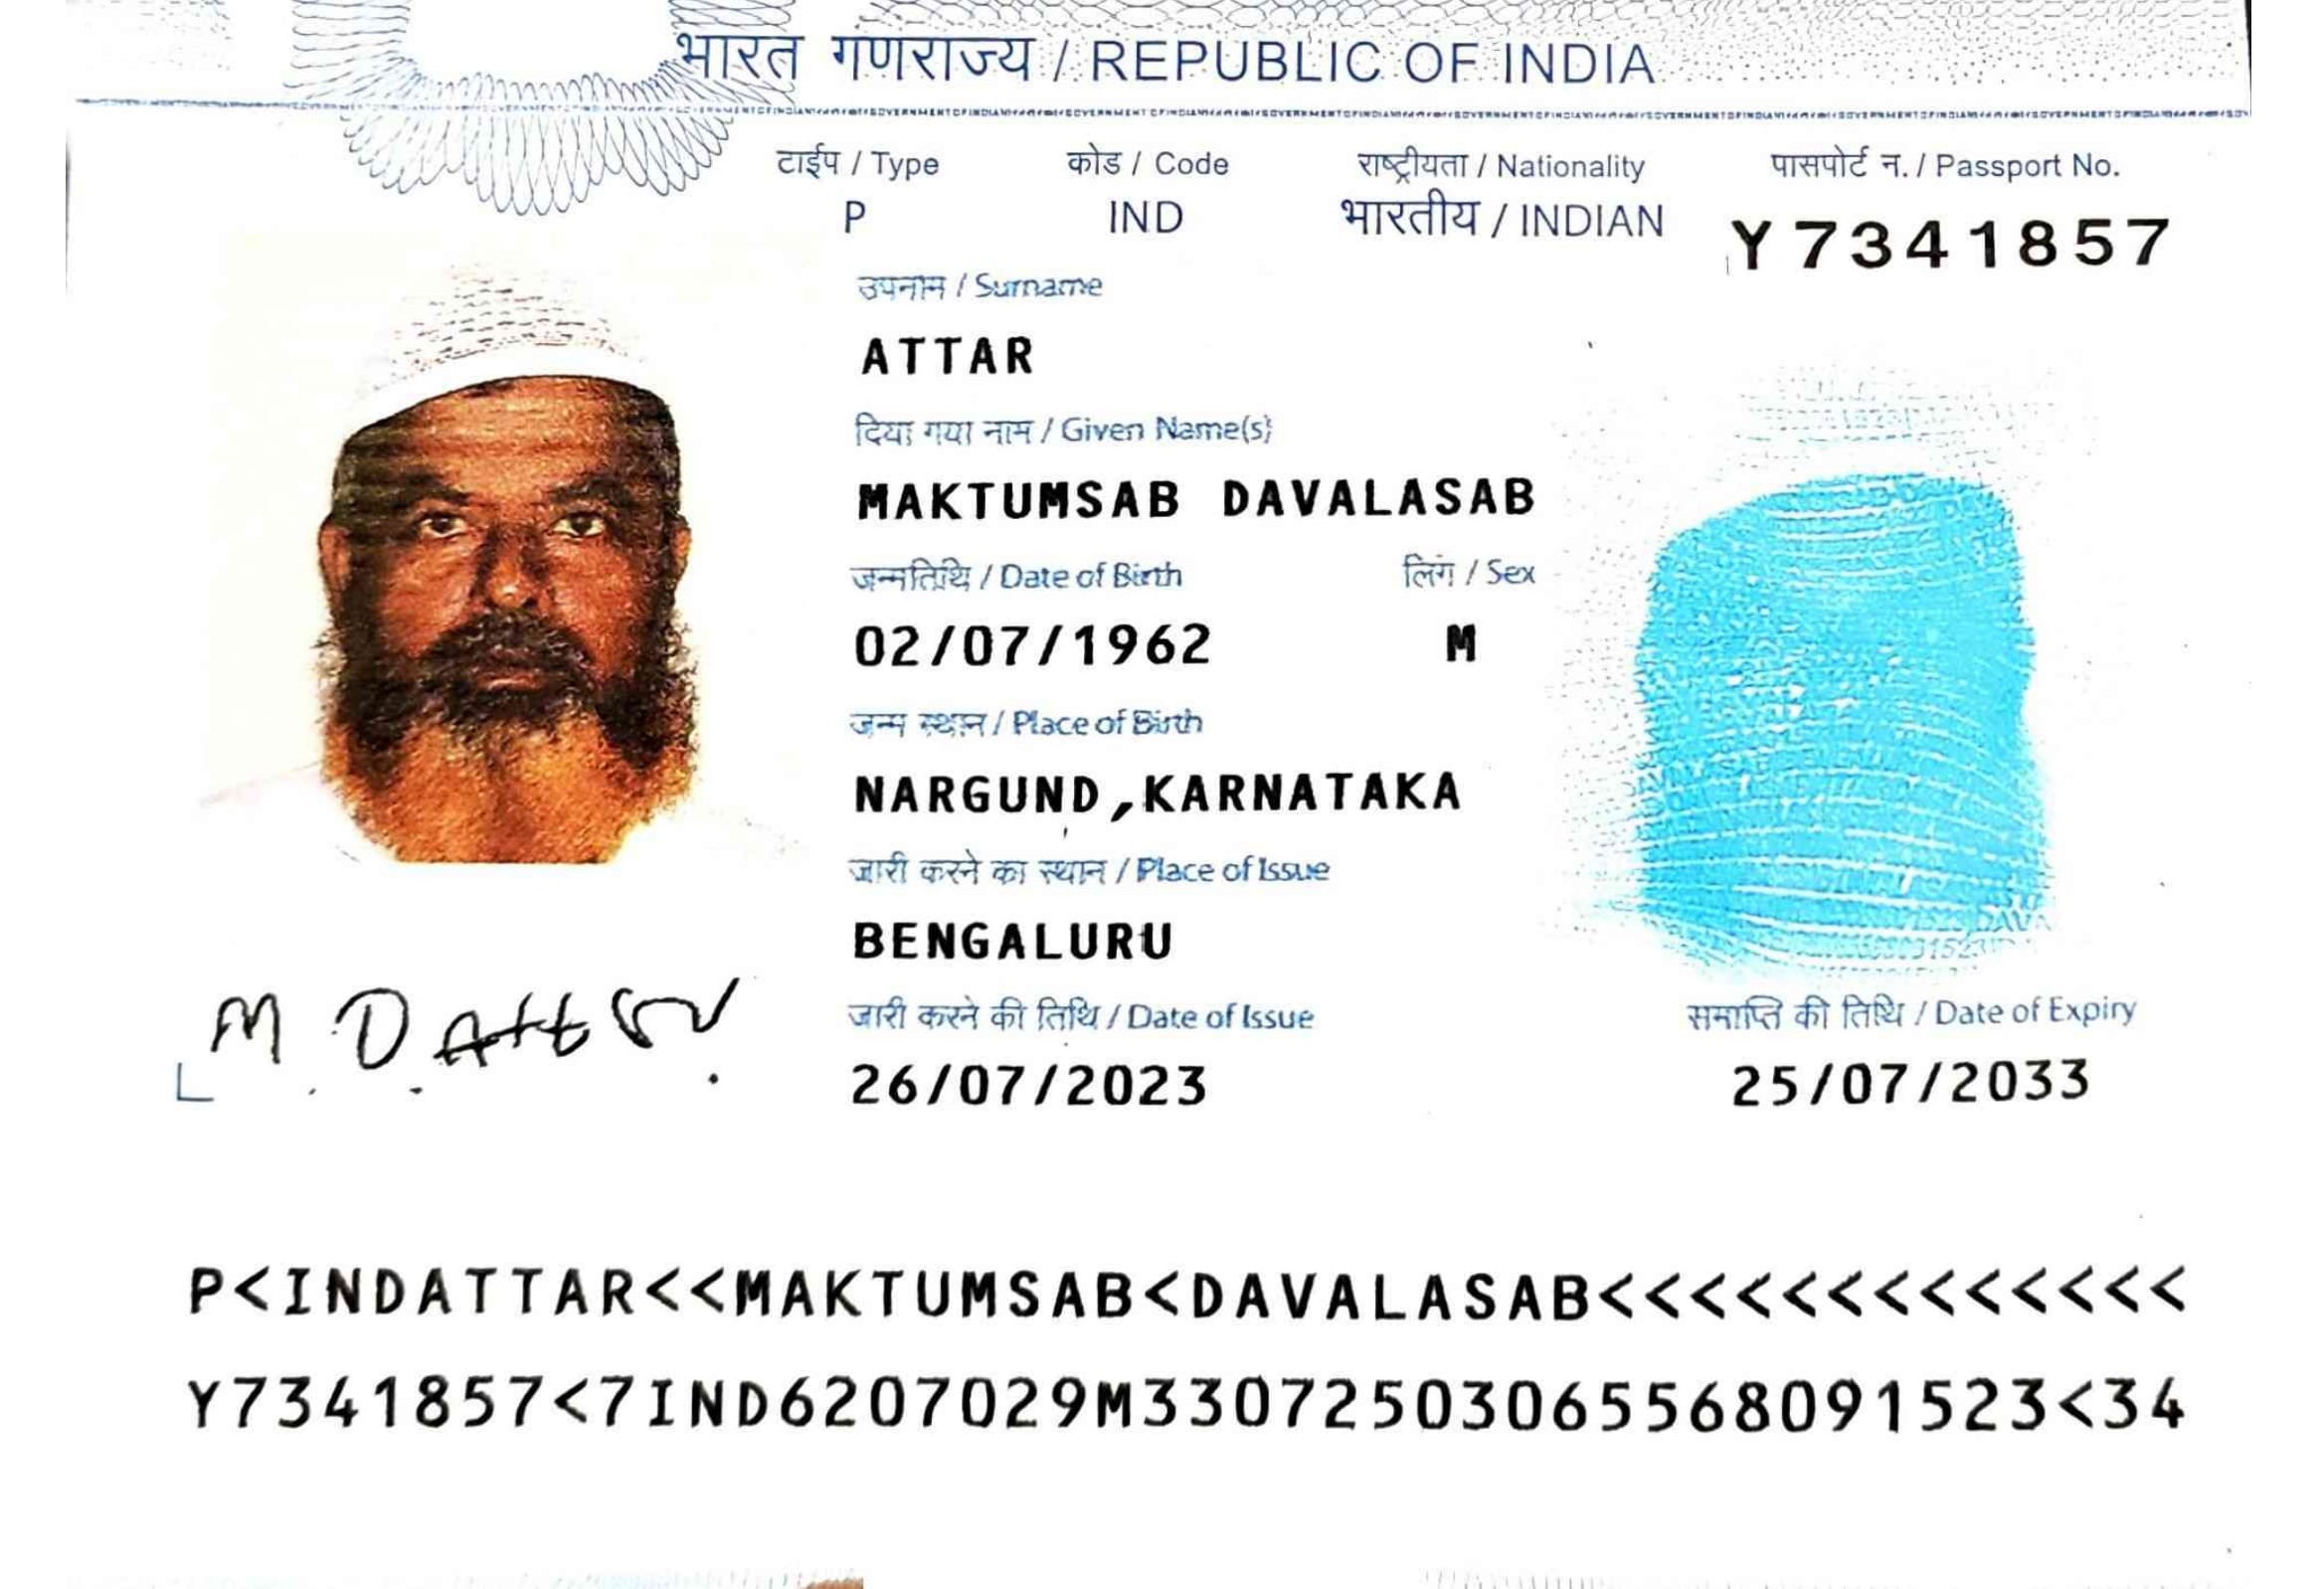 भारत गणराज्य / REPUBLIC OF INDIA
टाईप / Type कोड / Code राष्ट्रीयता / Nationality पासपोर्ट न. / Passport No.
P IND भारतीय / INDIAN Y7341857
उपनाम / Surname
ATTAR
दिया गया नाम / Given Name(s)
MAKTUMSAB DAVALASAB
जन्मतिथि / Date of Birth लिंग / Sex
02/07/1962 M
जन्म स्थान / Place of Birth
NARGUND,KARNATAKA
जारी करने का स्थान / Place of Issue
BENGALURU
M D Attar
जारी करने की तिथि / Date of Issue समाप्ति की तिथि / Date of Expiry
26/07/2023 25/07/2033
P<INDATTAR<<MAKTUMSAB<DAVALASAB<<<<<<<<<<<<<
Y7341857<7IND6207029M33072503065568091523<34